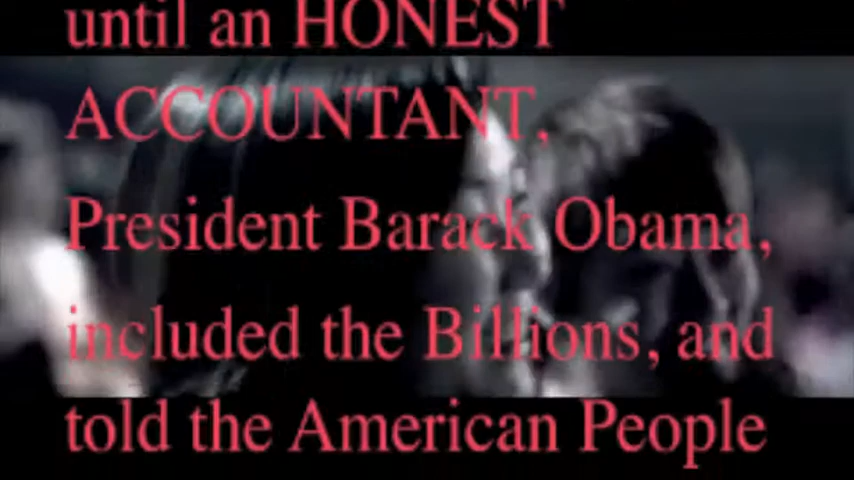 until an HONEST
ACCOUNTANT,
President Barack Obama,
included the Billions, and
told the American People